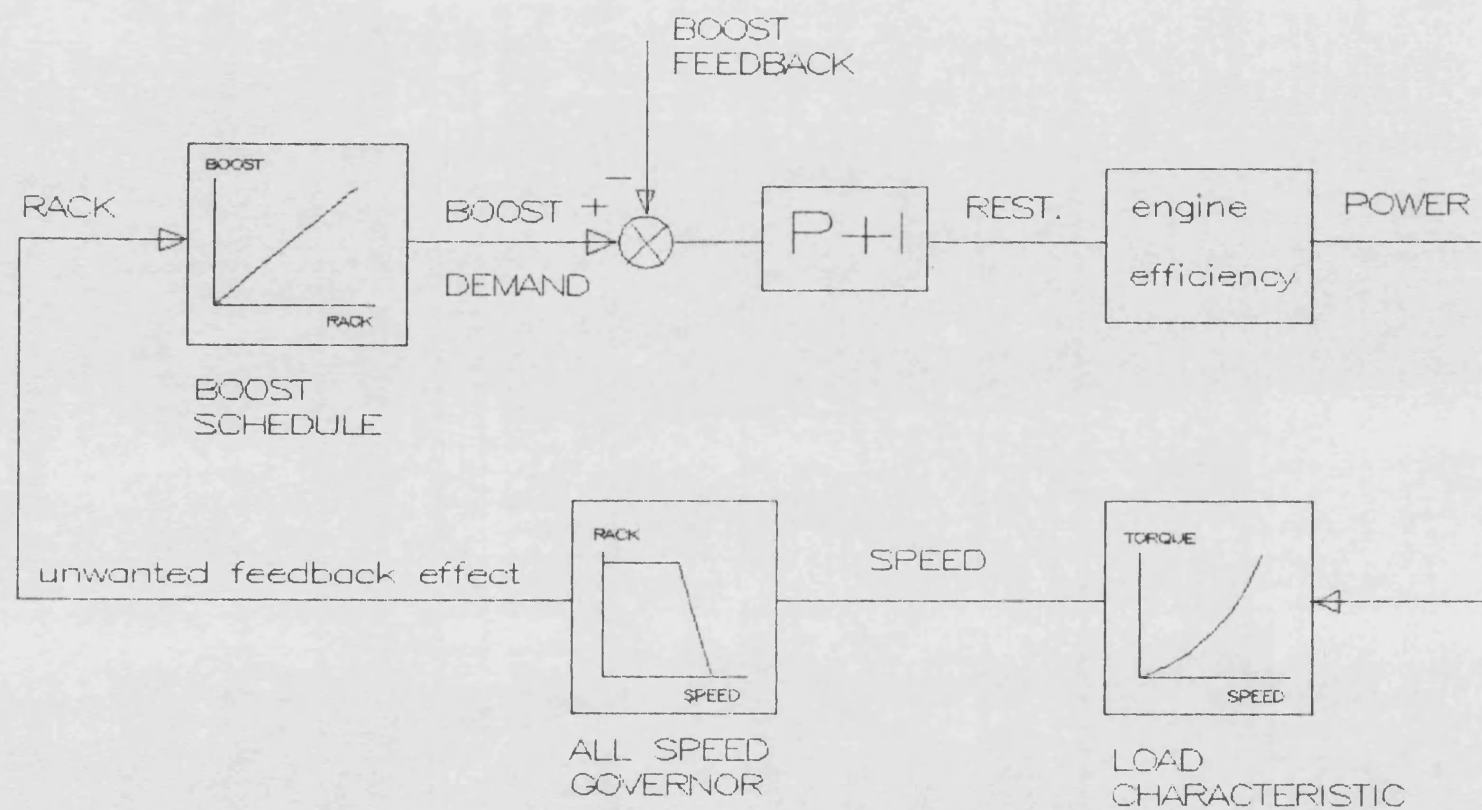 BOOST
FEEDBACK
RACK
BOOST
RACK
BOOST
SCHEDULE
BOOST +
DEMAND
−
P+I
REST.
engine
efficiency
POWER
unwanted feedback effect
RACK
SPEED
ALL SPEED
GOVERNOR
SPEED
TORQUE
SPEED
LOAD
CHARACTERISTIC